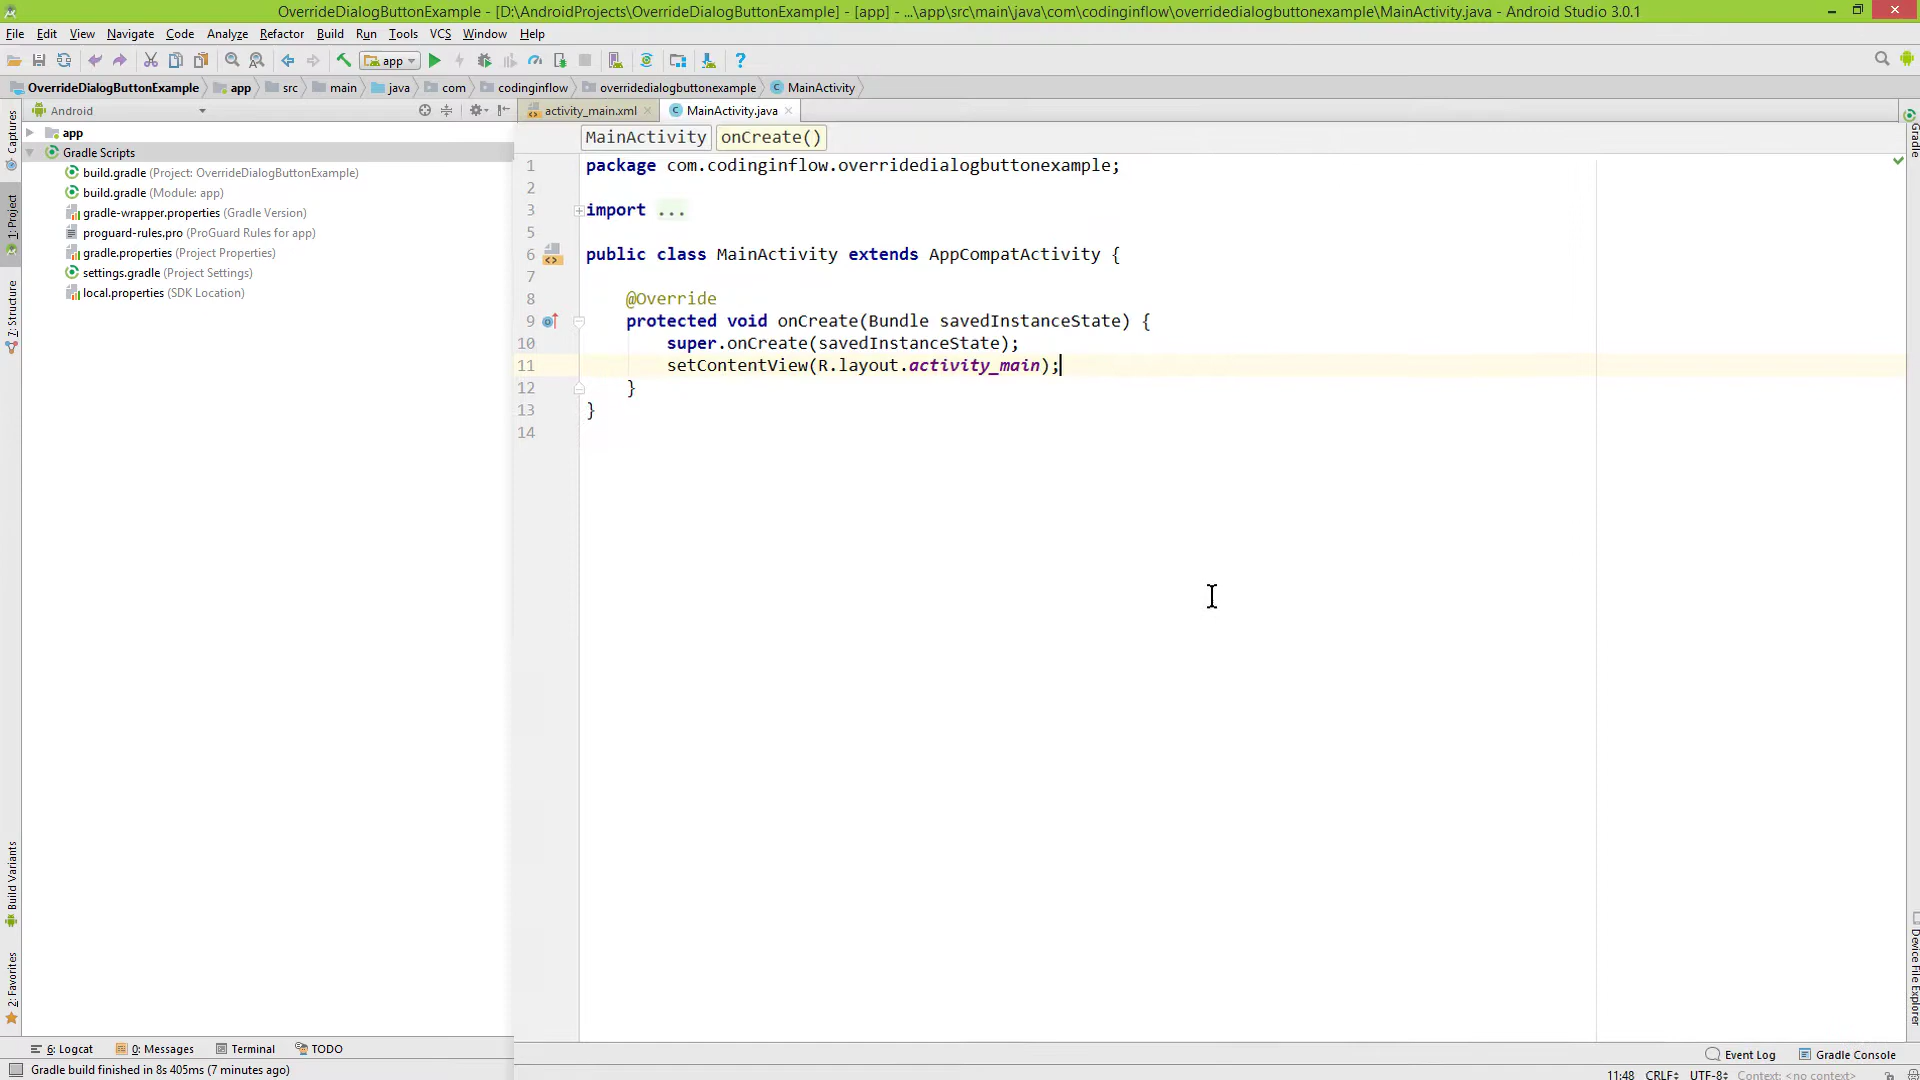 OverrideDialogButtonExample - [D:\AndroidProjects\OverrideDialogButtonExample] - [app] - ...\app\src\main\java\com\codinginflow\overridedialogbuttonexample\MainActivity.java - Android Studio 3.0.1
File Edit View Navigate Code Analyze Refactor Build Run Tools VCS Window Help
app
OverrideDialogButtonExample app src main java com codinginflow overridedialogbuttonexample MainActivity
Android
activity_main.xml
MainActivity.java
app
Gradle Scripts
build.gradle (Project: OverrideDialogButtonExample)
build.gradle (Module: app)
gradle-wrapper.properties (Gradle Version)
proguard-rules.pro (ProGuard Rules for app)
gradle.properties (Project Properties)
settings.gradle (Project Settings)
local.properties (SDK Location)
MainActivity onCreate()
1 package com.codinginflow.overridedialogbuttonexample;
2
3 import ...
5
6 public class MainActivity extends AppCompatActivity {
7
8 @Override
9 protected void onCreate(Bundle savedInstanceState) {
10 super.onCreate(savedInstanceState);
11 setContentView(R.layout.activity_main);
12 }
13 }
14
Captures
1: Project
7: Structure
Build Variants
2: Favorites
Gradle
Device File Explorer
6: Logcat 0: Messages Terminal TODO
Event Log Gradle Console
Gradle build finished in 8s 405ms (7 minutes ago)
11:48 CRLF UTF-8 Context: <no context>